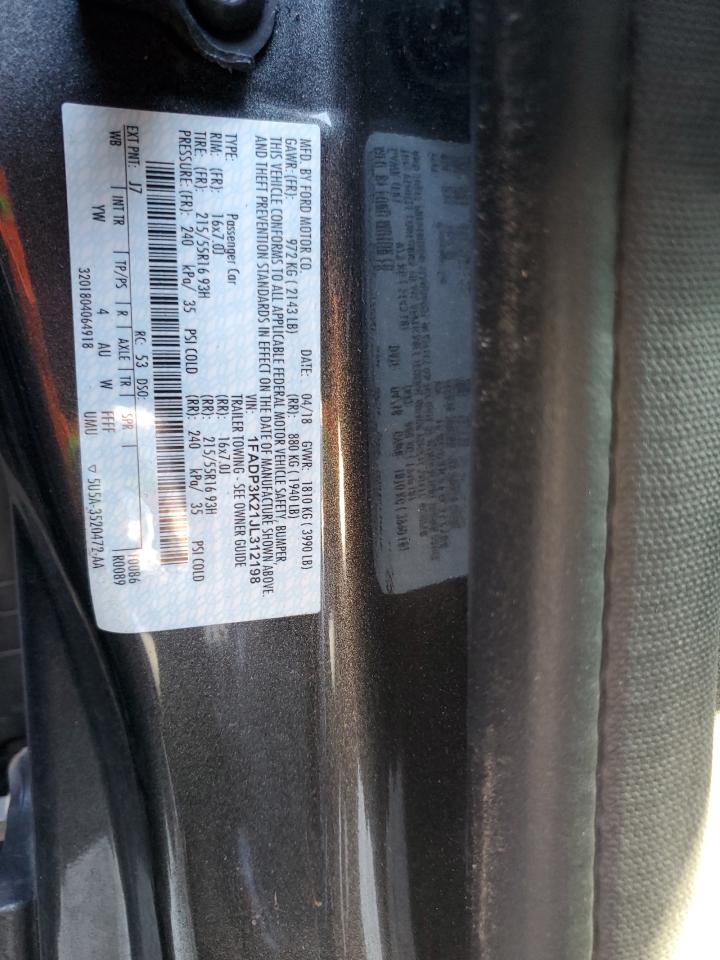 MFD. BY FORD MOTOR CO.
DATE: 04/18 GVWR: 1810 KG ( 3990 LB)
GAWR: (FR): 972 KG ( 2143 LB) (RR): 880 KG ( 1940 LB)
THIS VEHICLE CONFORMS TO ALL APPLICABLE FEDERAL MOTOR VEHICLE SAFETY, BUMPER,
AND THEFT PREVENTION STANDARDS IN EFFECT ON THE DATE OF MANUFACTURE SHOWN ABOVE.
VIN: 1FADP3K21JL312198
TYPE: Passenger Car TRAILER TOWING - SEE OWNER GUIDE
RIM: (FR): 16x7.0J (RR): 16x7.0J
TIRE: (FR): 215/55R16 93H (RR): 215/55R16 93H
PRESSURE: (FR): 240 kPa/ 35 PSI COLD (RR): 240 kPa/ 35 PSI COLD
EXT PNT: J7 RC: 53 DSO:
WB INT TR TP/PS R AXLE TR SPR R0089
YW 4 AU W FFFF UMU ▽ 5U5A-3520472-AA
3201804064918